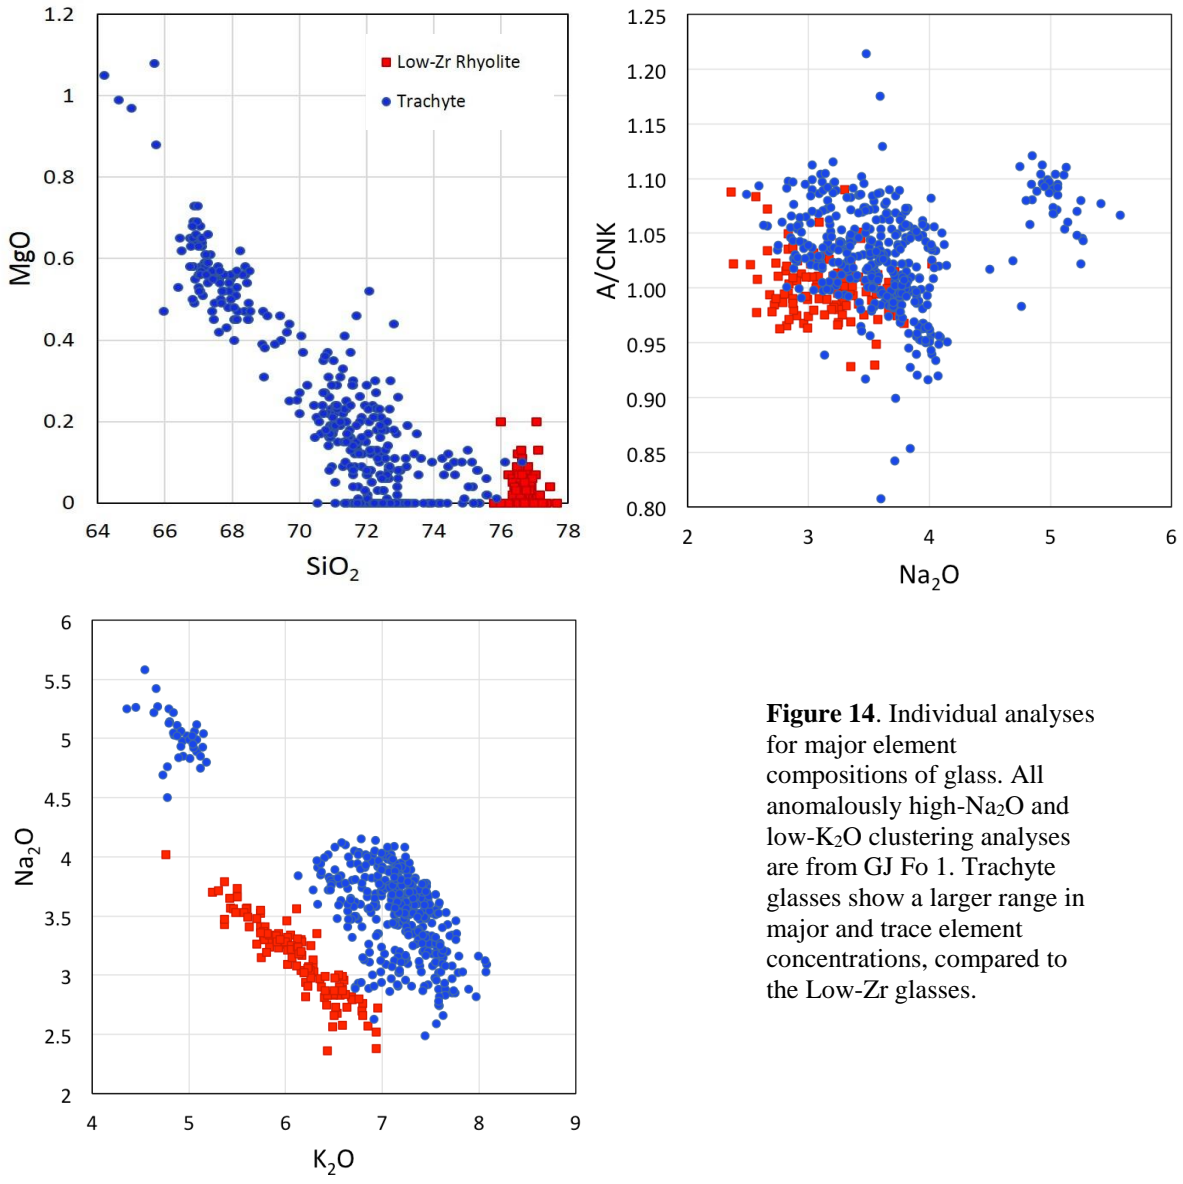 1.2
1
0.8
0.6
0.4
0.2
0
MgO
64 66 68 70 72 74 76 78
SiO₂
Low-Zr Rhyolite
Trachyte
1.25
1.20
1.15
1.10
1.05
1.00
0.95
0.90
0.85
0.80
A/CNK
2 3 4 5 6
Na₂O
6
5.5
5
4.5
4
3.5
3
2.5
2
Na₂O
4 5 6 7 8 9
K₂O
Figure 14. Individual analyses
for major element
compositions of glass. All
anomalously high-Na₂O and
low-K₂O clustering analyses
are from GJ Fo 1. Trachyte
glasses show a larger range in
major and trace element
concentrations, compared to
the Low-Zr glasses.